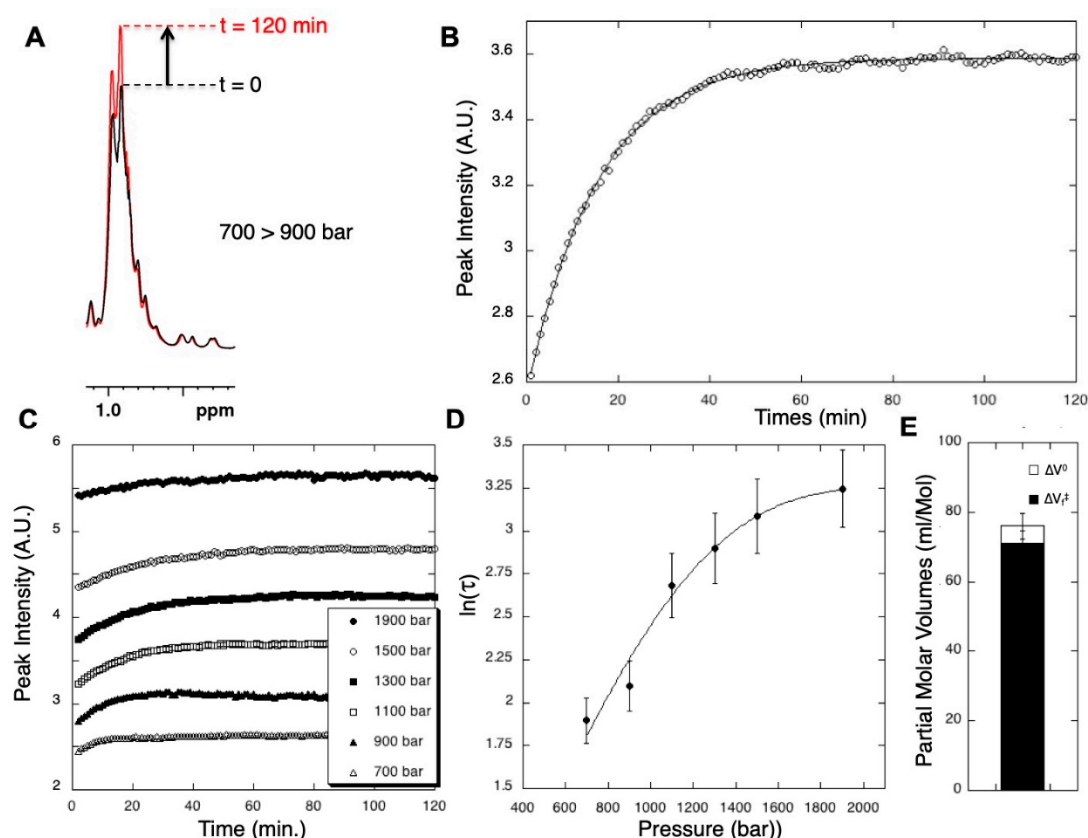 A
t = 120 min
t = 0
700 > 900 bar
1.0 ppm
B
Peak Intensity (A.U.)
3.6
3.4
3.2
3
2.8
2.6
0 20 40 60 80 100 120
Times (min)
C
Peak Intensity (A.U.)
6
5
4
3
2
1900 bar
1500 bar
1300 bar
1100 bar
900 bar
700 bar
0 20 40 60 80 100 120
Time (min.)
D
ln(τ)
3.5
3.25
3
2.75
2.5
2.25
2
1.75
1.5
400 600 800 1000 1200 1400 1600 1800 2000
Pressure (bar))
E
Partial Molar Volumes (ml/Mol)
100
80
60
40
20
0
ΔV⁰
ΔVf‡